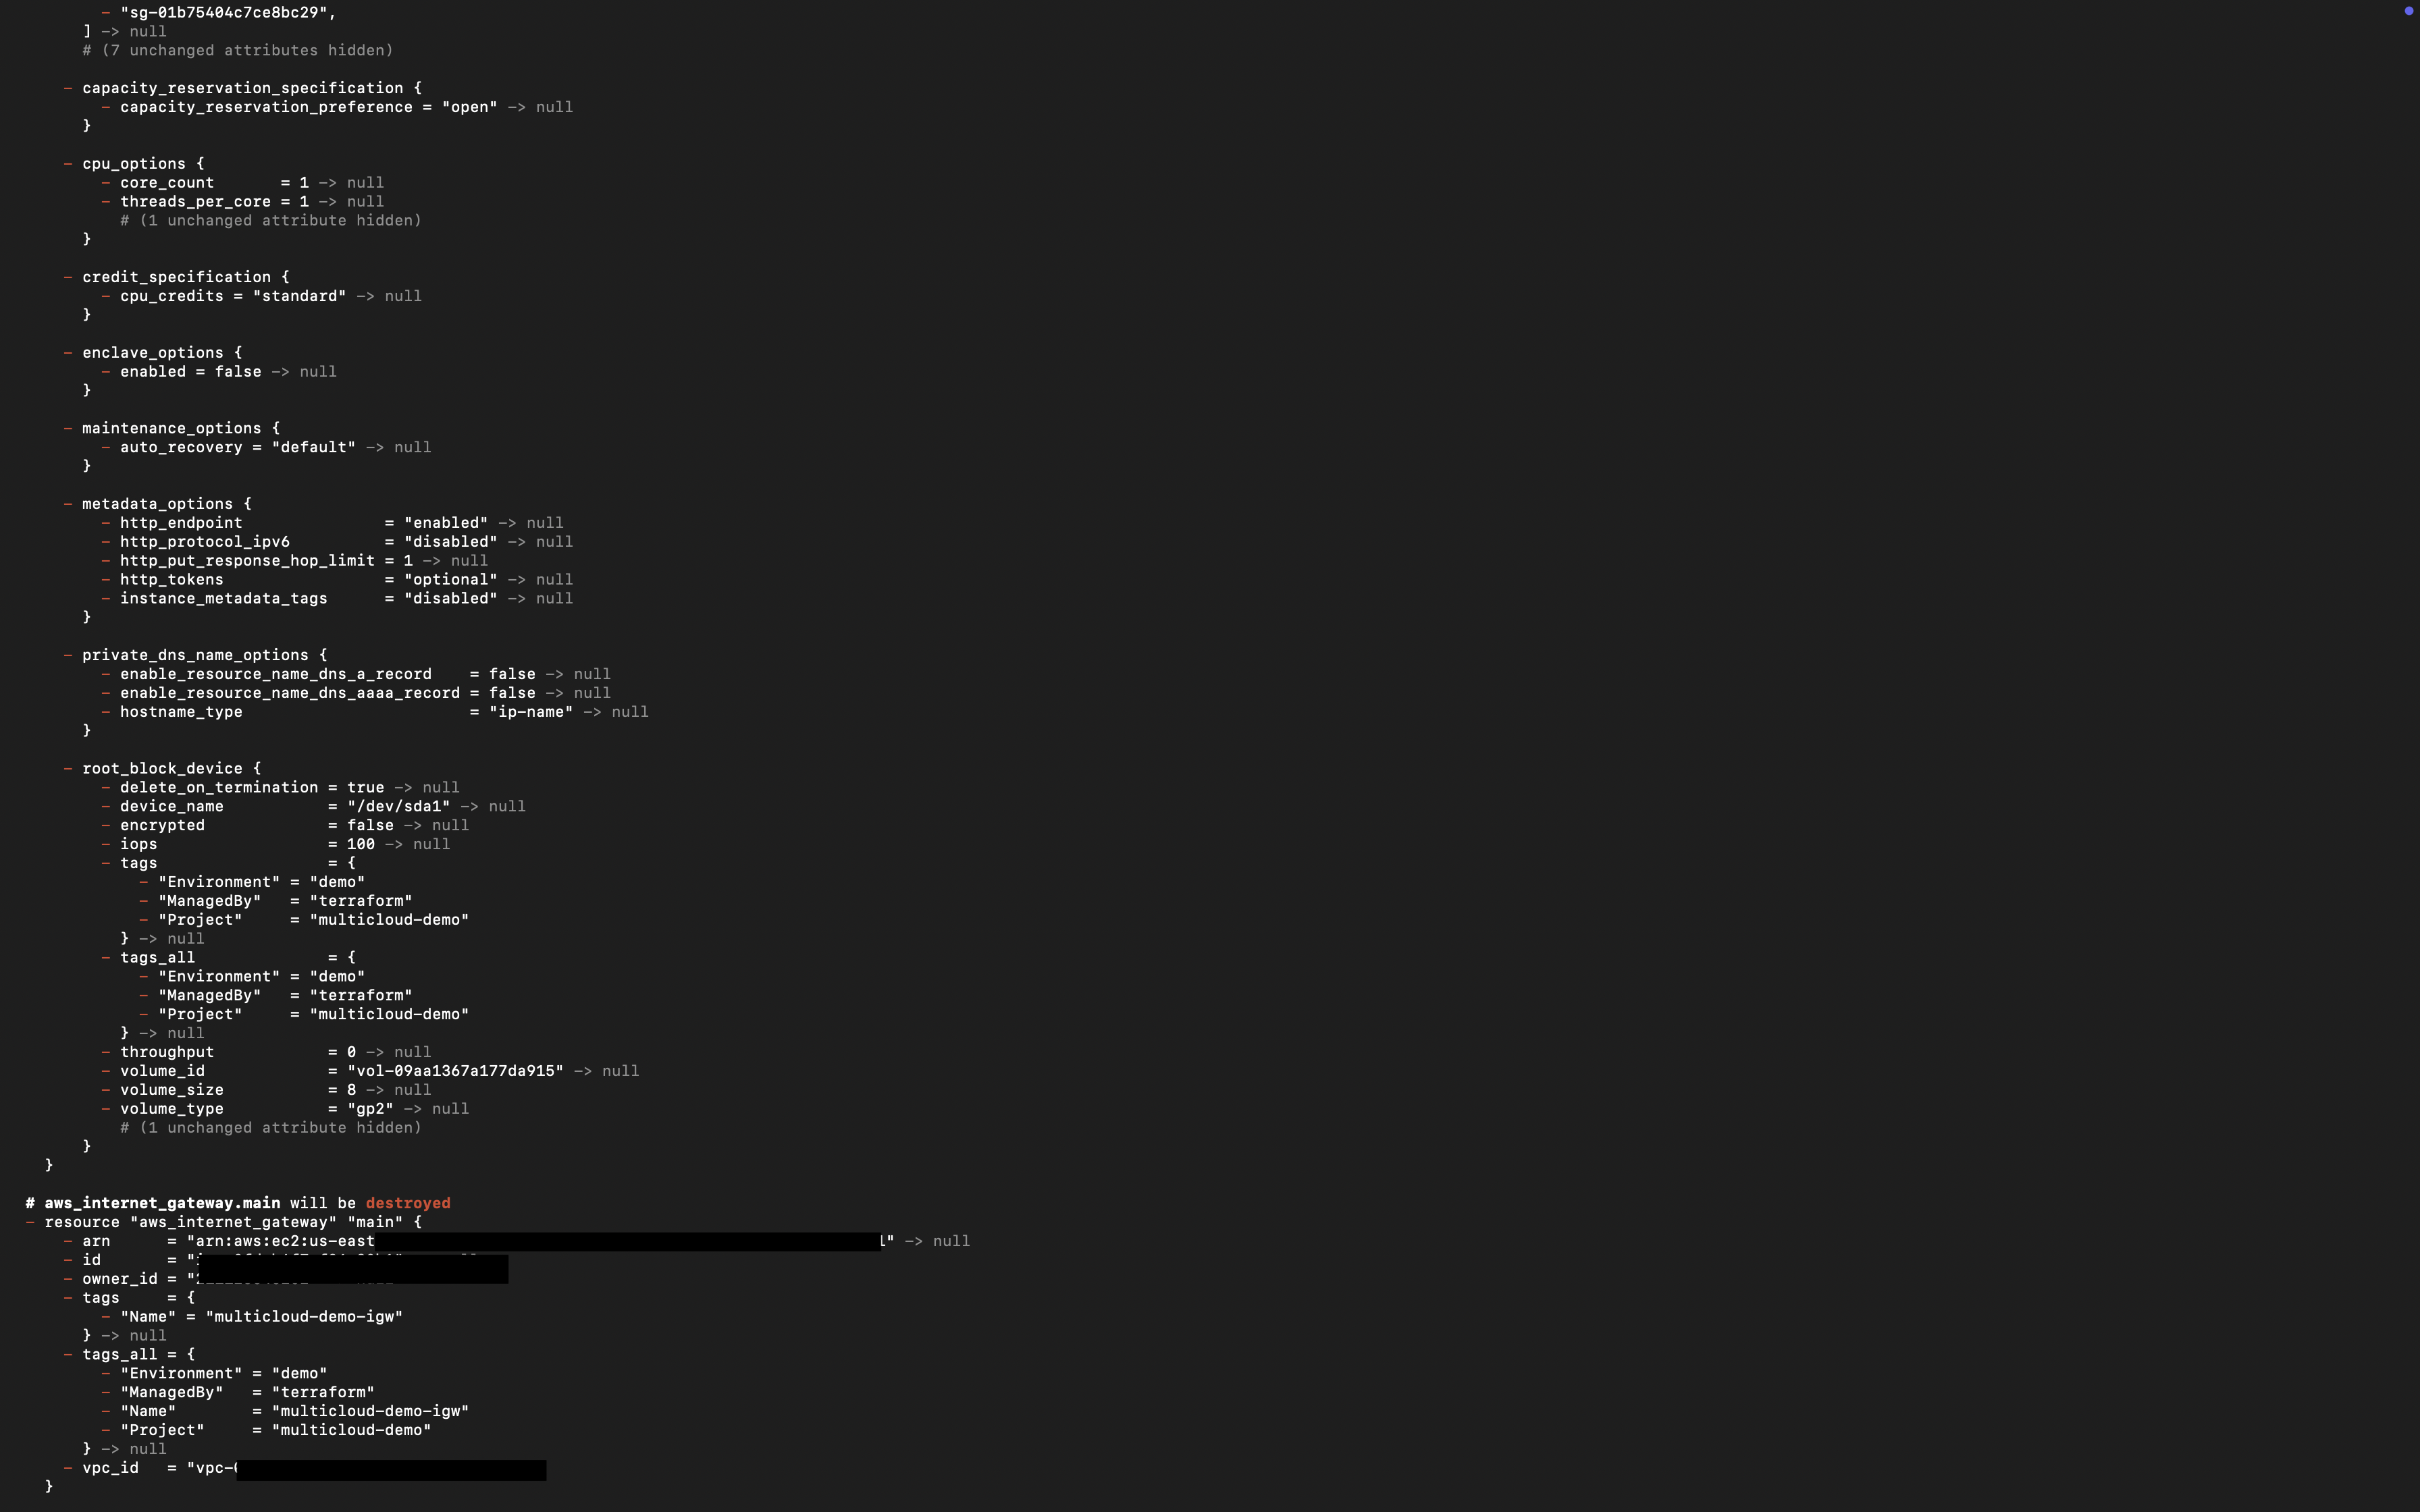 - "sg-01b75404c7ce8bc29",
] -> null
# (7 unchanged attributes hidden)
- capacity_reservation_specification {
- capacity_reservation_preference = "open" -> null
}
- cpu_options {
- core_count = 1 -> null
- threads_per_core = 1 -> null
# (1 unchanged attribute hidden)
}
- credit_specification {
- cpu_credits = "standard" -> null
}
- enclave_options {
- enabled = false -> null
}
- maintenance_options {
- auto_recovery = "default" -> null
}
- metadata_options {
- http_endpoint = "enabled" -> null
- http_protocol_ipv6 = "disabled" -> null
- http_put_response_hop_limit = 1 -> null
- http_tokens = "optional" -> null
- instance_metadata_tags = "disabled" -> null
}
- private_dns_name_options {
- enable_resource_name_dns_a_record = false -> null
- enable_resource_name_dns_aaaa_record = false -> null
- hostname_type = "ip-name" -> null
}
- root_block_device {
- delete_on_termination = true -> null
- device_name = "/dev/sda1" -> null
- encrypted = false -> null
- iops = 100 -> null
- tags = {
- "Environment" = "demo"
- "ManagedBy" = "terraform"
- "Project" = "multicloud-demo"
} -> null
- tags_all = {
- "Environment" = "demo"
- "ManagedBy" = "terraform"
- "Project" = "multicloud-demo"
} -> null
- throughput = 0 -> null
- volume_id = "vol-09aa1367a177da915" -> null
- volume_size = 8 -> null
- volume_type = "gp2" -> null
# (1 unchanged attribute hidden)
}
}
# aws_internet_gateway.main will be destroyed
- resource "aws_internet_gateway" "main" {
- arn = "arn:aws:ec2:us-east " -> null
- id = "
- owner_id = "
- tags = {
- "Name" = "multicloud-demo-igw"
} -> null
- tags_all = {
- "Environment" = "demo"
- "ManagedBy" = "terraform"
- "Name" = "multicloud-demo-igw"
- "Project" = "multicloud-demo"
} -> null
- vpc_id = "vpc-
}